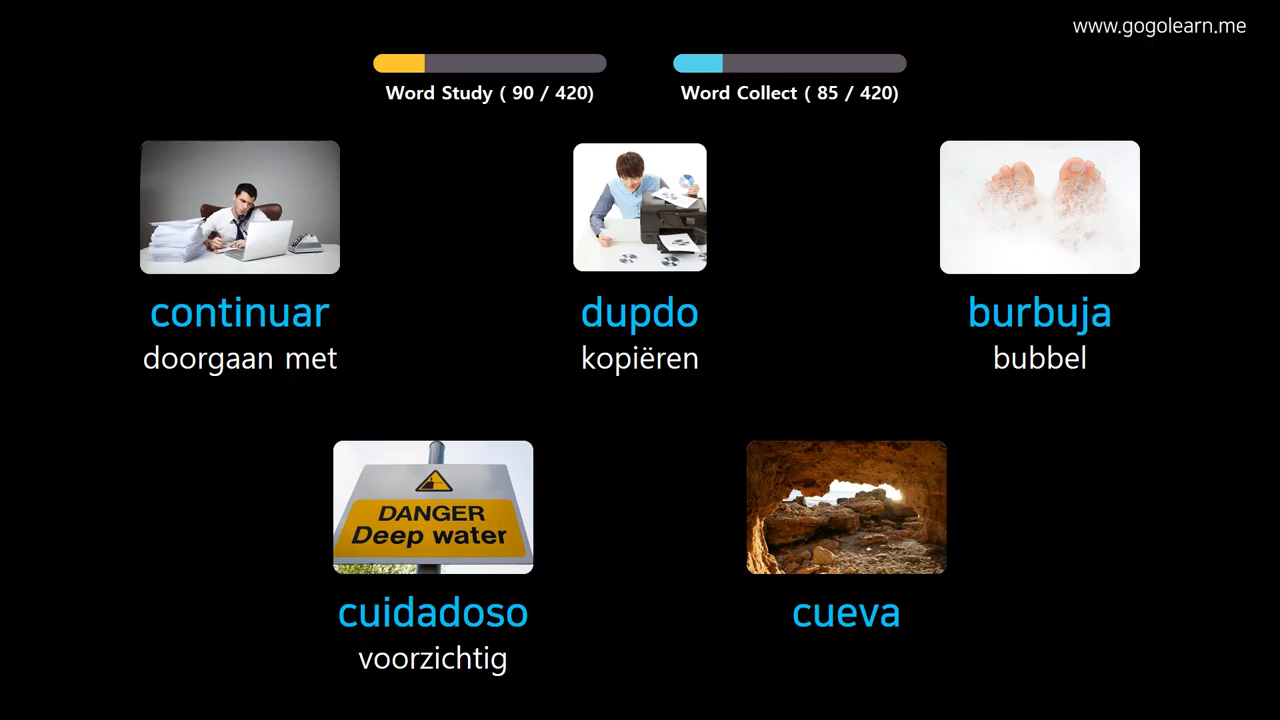 www.gogolearn.me
Word Study ( 90 / 420)
Word Collect ( 85 / 420)
continuar
doorgaan met
dupdo
kopiëren
burbuja
bubbel
DANGER
Deep water
cuidadoso
voorzichtig
cueva